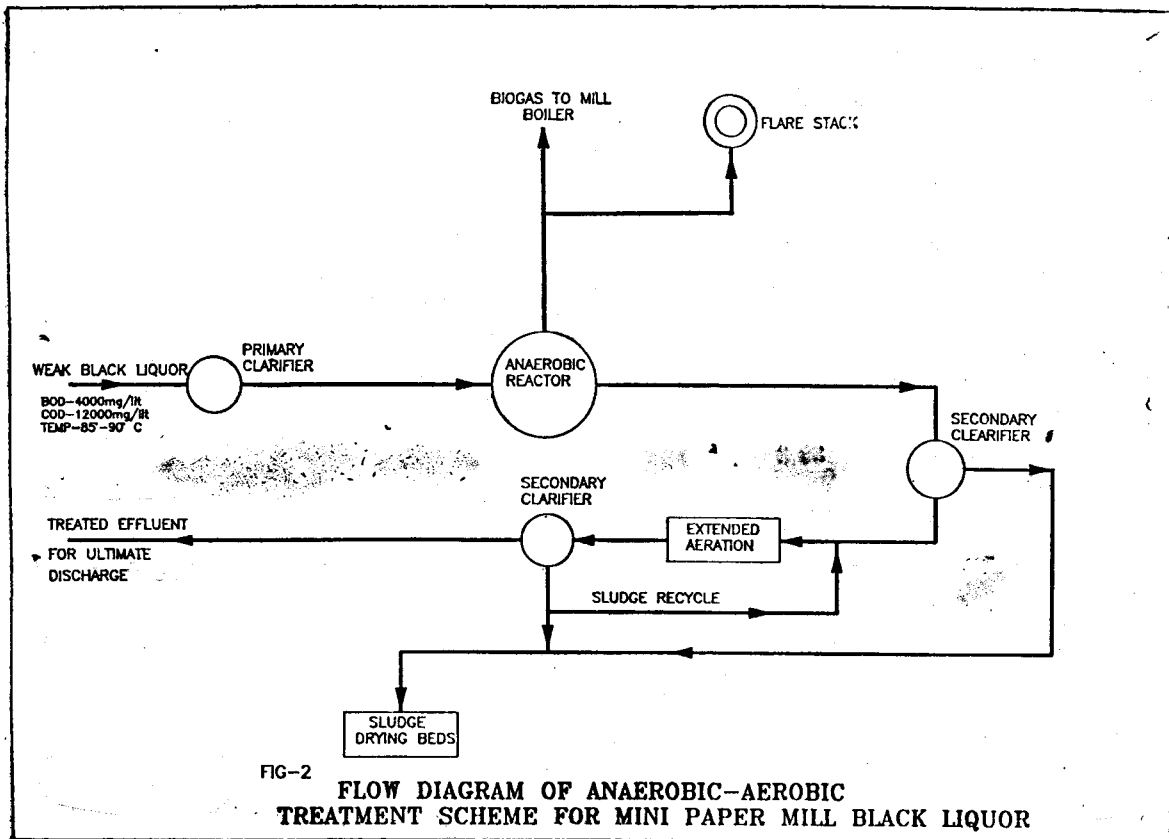 BIOGAS TO MILL
BOILER
FLARE STACK
PRIMARY
CLARIFIER
WEAK BLACK LIQUOR
BOD-4000mg/lit
COD-12000mg/lit
TEMP-85°-90° C
ANAEROBIC
REACTOR
SECONDARY
CLEARIFIER
SECONDARY
CLARIFIER
TREATED EFFLUENT
FOR ULTIMATE
DISCHARGE
EXTENDED
AERATION
SLUDGE RECYCLE
SLUDGE
DRYING BEDS
FIG-2
FLOW DIAGRAM OF ANAEROBIC-AEROBIC
TREATMENT SCHEME FOR MINI PAPER MILL BLACK LIQUOR